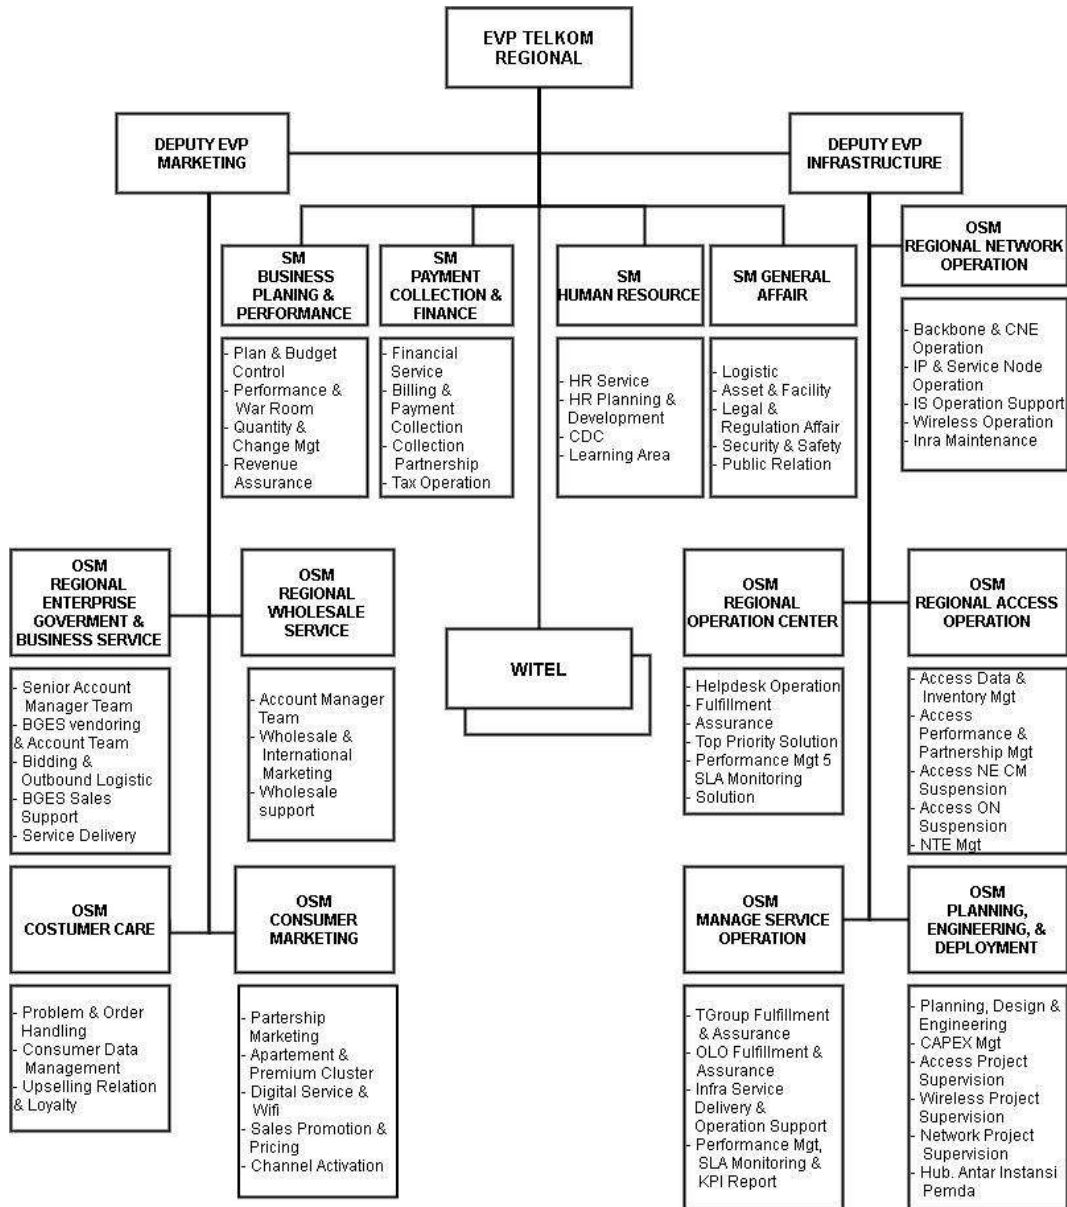 EVP TELKOM
REGIONAL
DEPUTY EVP
MARKETING
DEPUTY EVP
INFRASTRUCTURE
SM
BUSINESS
PLANING &
PERFORMANCE
- Plan & Budget
Control
- Performance &
War Room
- Quantity &
Change Mgt
- Revenue
Assurance
SM
PAYMENT
COLLECTION &
FINANCE
- Financial
Service
- Billing &
Payment
Collection
- Collection
Partnership
- Tax Operation
SM
HUMAN RESOURCE
- HR Service
- HR Planning &
Development
- CDC
- Learning Area
SM GENERAL
AFFAIR
- Logistic
- Asset & Facility
- Legal &
Regulation Affair
- Security & Safety
- Public Relation
OSM
REGIONAL NETWORK
OPERATION
- Backbone & CNE
Operation
- IP & Service Node
Operation
- IS Operation Support
- Wireless Operation
- Inra Maintenance
OSM
REGIONAL
ENTERPRISE
GOVERMENT &
BUSINESS SERVICE
- Senior Account
Manager Team
- BGES vendoring
& Account Team
- Bidding &
Outbound Logistic
- BGES Sales
Support
- Service Delivery
OSM
REGIONAL
WHOLESALE
SERVICE
- Account Manager
Team
- Wholesale &
International
Marketing
- Wholesale
support
WITEL
OSM
REGIONAL
OPERATION CENTER
- Helpdesk Operation
- Fulfillment
- Assurance
- Top Priority Solution
- Performance Mgt 5
SLA Monitoring
- Solution
OSM
REGIONAL ACCESS
OPERATION
- Access Data &
Inventory Mgt
- Access
Performance &
Partnership Mgt
- Access NE CM
Suspension
- Access ON
Suspension
- NTE Mgt
OSM
COSTUMER CARE
- Problem & Order
Handling
- Consumer Data
Management
- Upselling Relation
& Loyalty
OSM
CONSUMER
MARKETING
- Partership
Marketing
- Apartement &
Premium Cluster
- Digital Service &
Wifi
- Sales Promotion &
Pricing
- Channel Activation
OSM
MANAGE SERVICE
OPERATION
- TGroup Fulfillment
& Assurance
- OLO Fulfillment &
Assurance
- Infra Service
Delivery &
Operation Support
- Performance Mgt,
SLA Monitoring &
KPI Report
OSM
PLANNING,
ENGINEERING, &
DEPLOYMENT
- Planning, Design &
Engineering
- CAPEX Mgt
- Access Project
Supervision
- Wireless Project
Supervision
- Network Project
Supervision
- Hub. Antar Instansi
Pemda